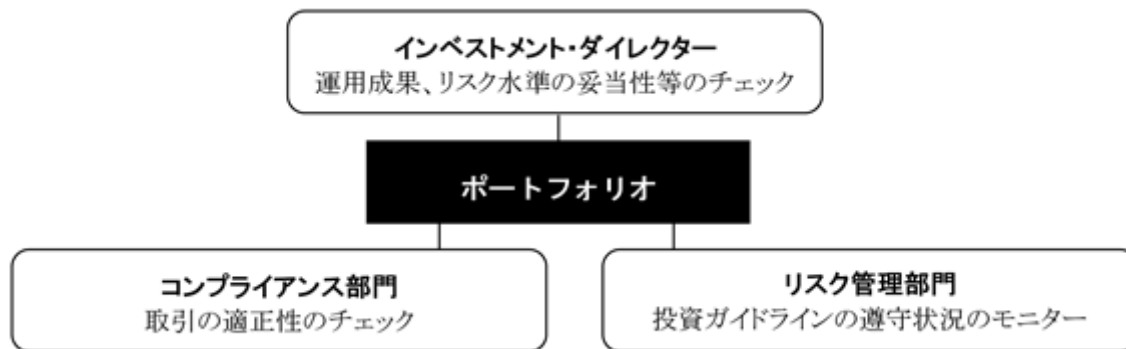 インベストメント・ダイレクター
運用成果、リスク水準の妥当性等のチェック
ポートフォリオ
コンプライアンス部門
取引の適正性のチェック
リスク管理部門
投資ガイドラインの遵守状況のモニター